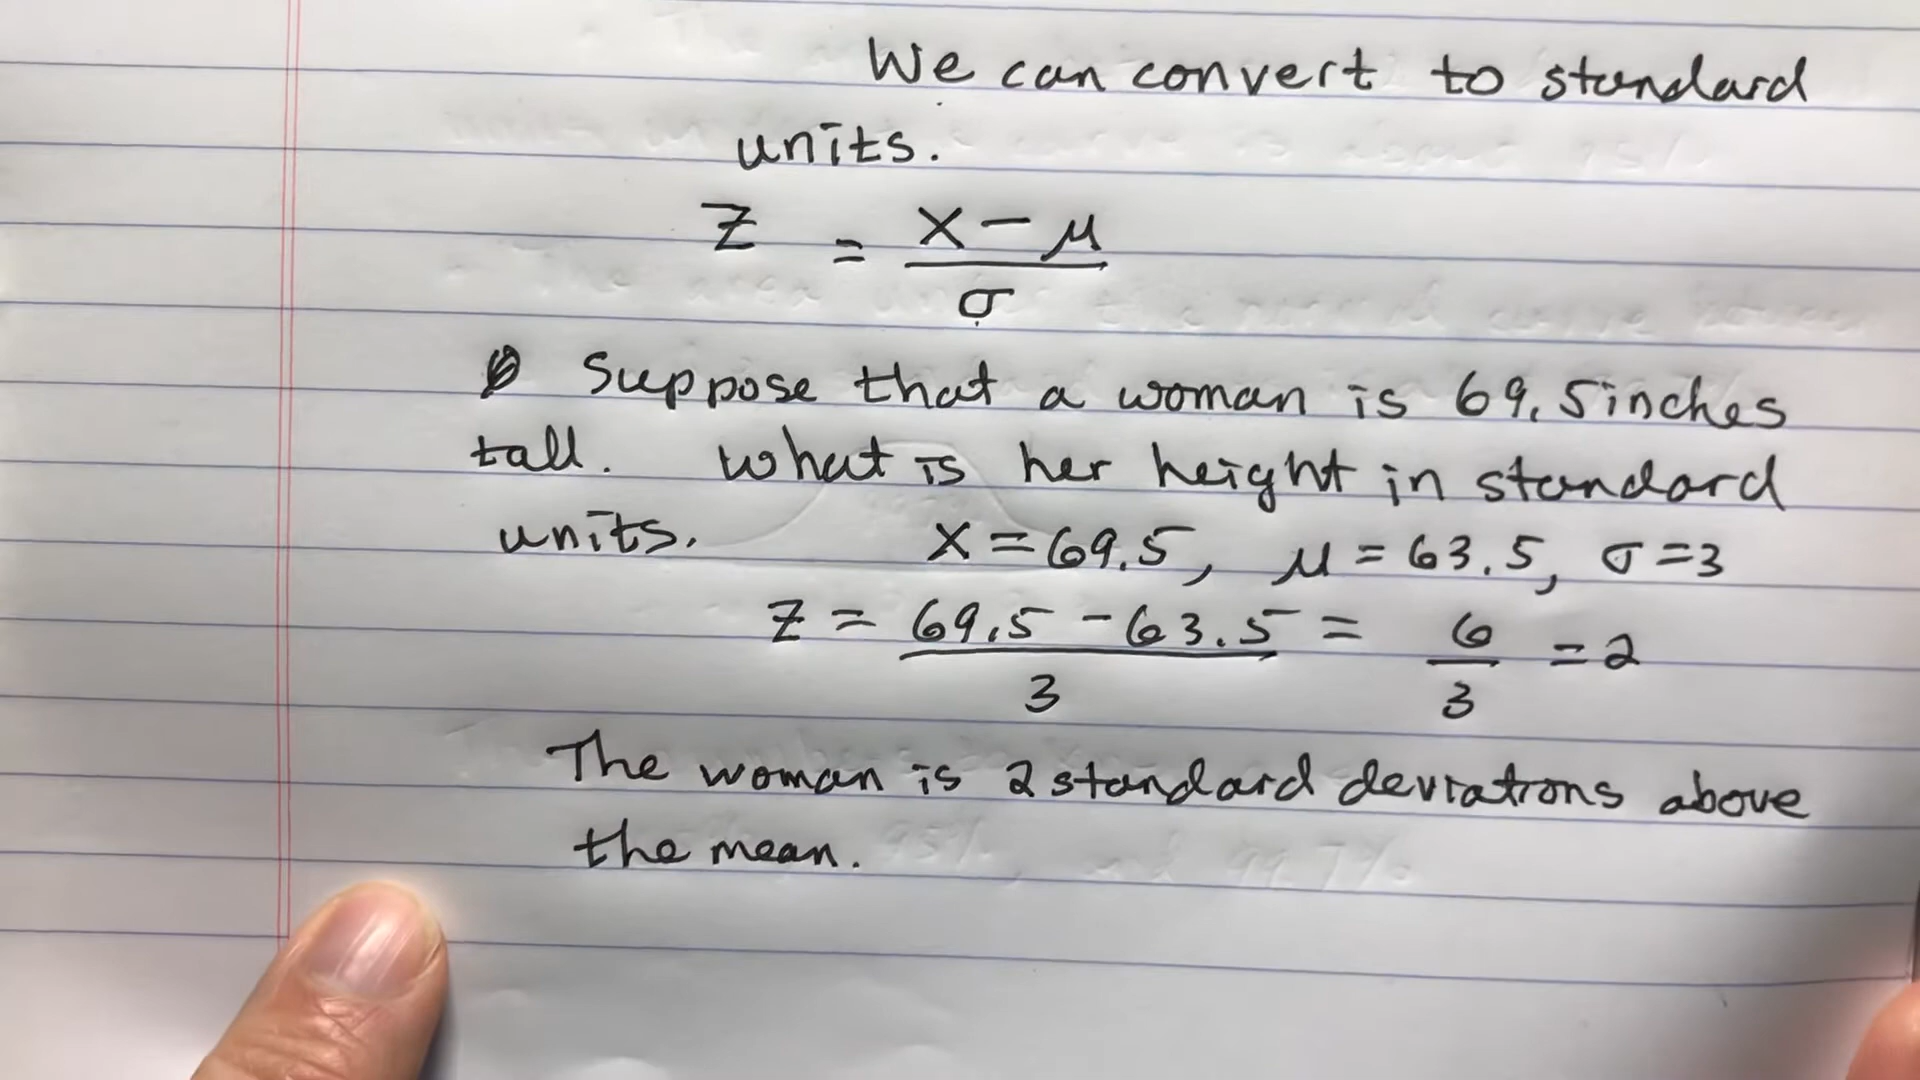 We can convert to standard
units.
Z = X - μ
σ
Suppose that a woman is 69.5 inches
tall. What is her height in standard
units. X = 69.5, μ = 63.5, σ = 3
Z = 69.5 - 63.5 = 6 = 2
3 3
The woman is 2 standard deviations above
the mean.